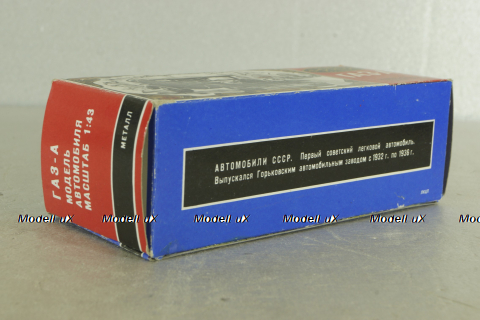 ГАЗ-А
МОДЕЛЬ
АВТОМОБИЛЯ
МАСШТАБ 1:43
МЕТАЛЛ
АВТОМОБИЛИ СССР. Первый советский легковой автомобиль.
Выпускался Горьковским автомобильным заводом с 1932 г. по 1936 г.
Modell uX Modell uX Modell uX Modell uX Modell uX